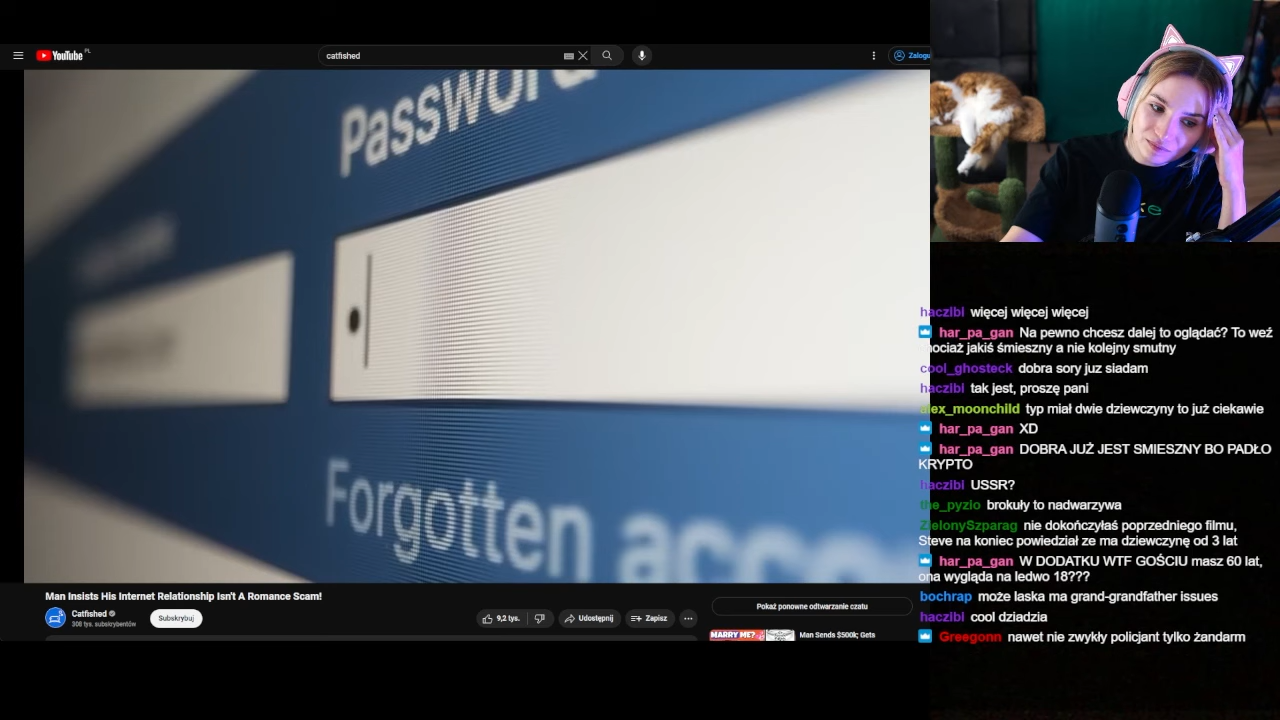 YouTube PL
catfished
Zalogu
Password
Forgotten acco
Man Insists His Internet Relationship Isn't A Romance Scam!
Catfished
308 tys. subskrybentów
Subskrybuj
9,2 tys.
Udostępnij
Zapisz
Pokaż ponowne odtwarzanie czatu
MARRY ME?
Man Sends $500k; Gets
haczibi więcej więcej więcej
har_pa_gan Na pewno chcesz dalej to oglądać? To weź
chociaż jakiś śmieszny a nie kolejny smutny
cool_ghosteck dobra sory juz siadam
haczibi tak jest, proszę pani
alex_moonchild typ miał dwie dziewczyny to już ciekawie
har_pa_gan XD
har_pa_gan DOBRA JUŻ JEST SMIESZNY BO PADŁO
KRYPTO
haczibi USSR?
the_pyzio brokuły to nadwarzywa
ZielonySzparag nie dokończyłaś poprzedniego filmu,
Steve na koniec powiedział ze ma dziewczynę od 3 lat
har_pa_gan W DODATKU WTF GOŚCIU masz 60 lat,
ona wygląda na ledwo 18???
bochrap może laska ma grand-grandfather issues
haczibi cool dziadzia
Greegonn nawet nie zwykły policjant tylko żandarm